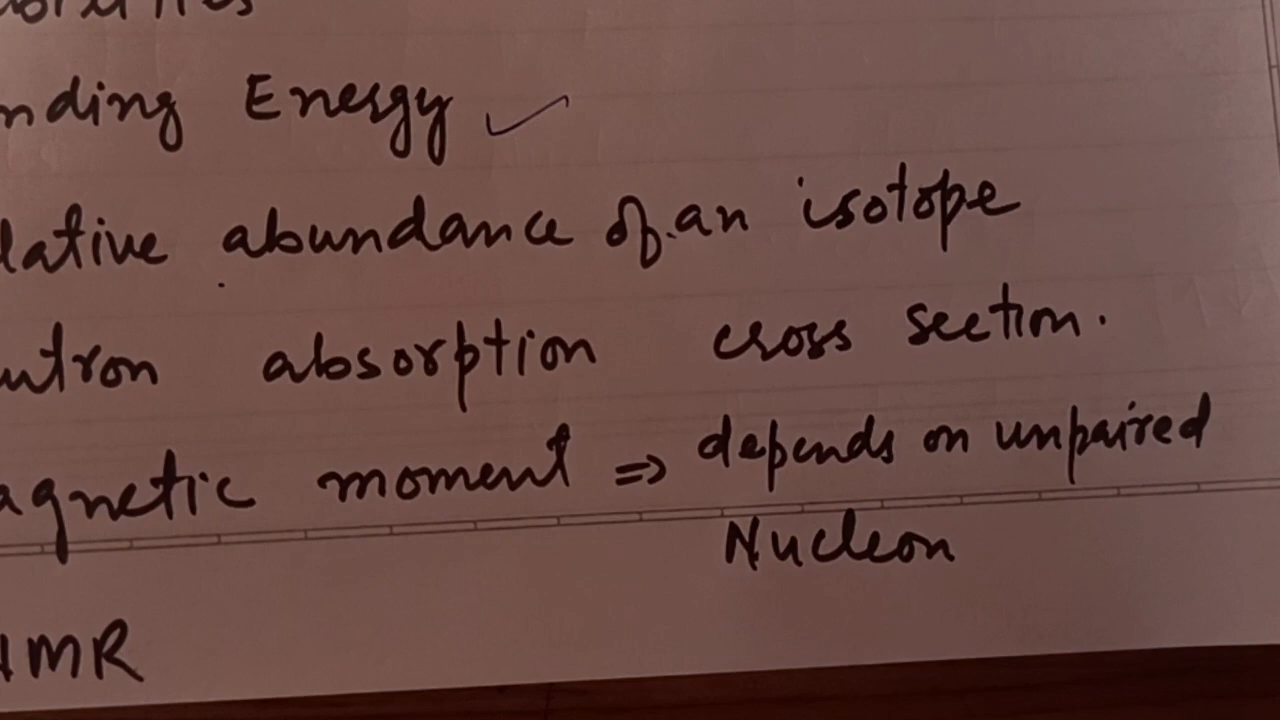 nding Energy ✓
lative abundance of an isotope
utron absorption cross section.
agnetic moment ⇒ depends on unpaired
Nucleon
MR